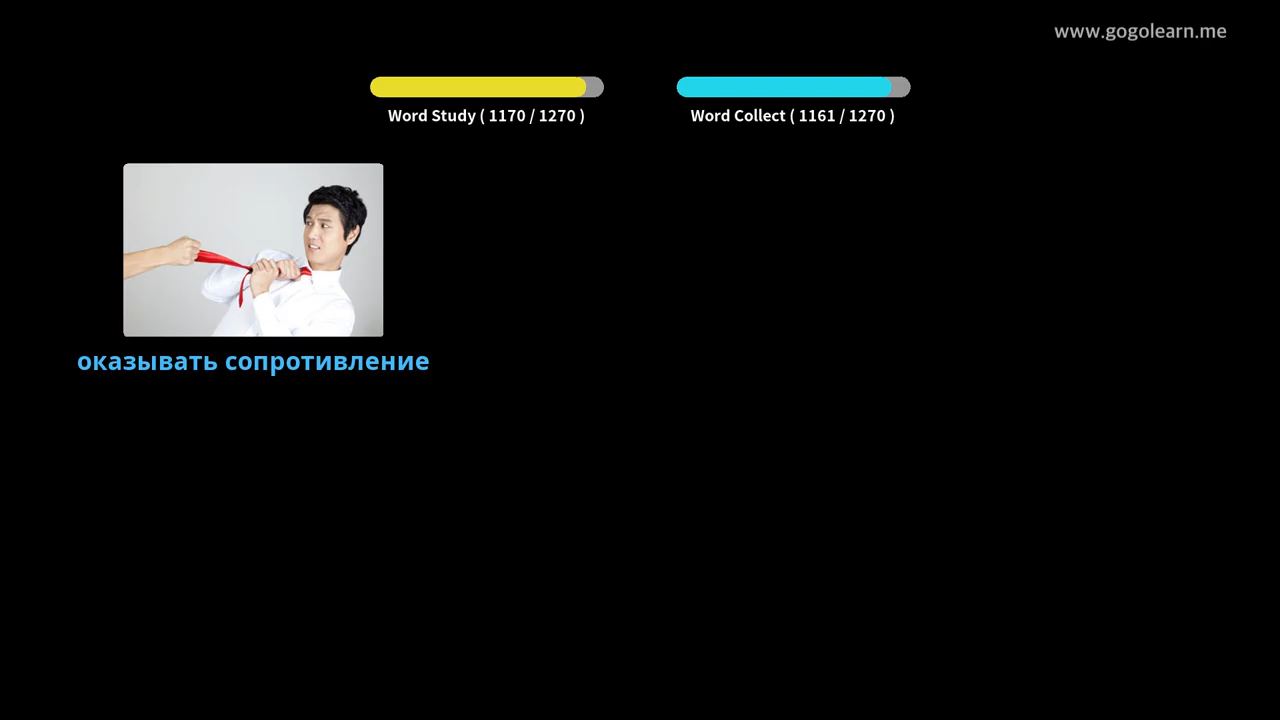 www.gogolearn.me
Word Study ( 1170 / 1270 )
Word Collect ( 1161 / 1270 )
оказывать сопротивление